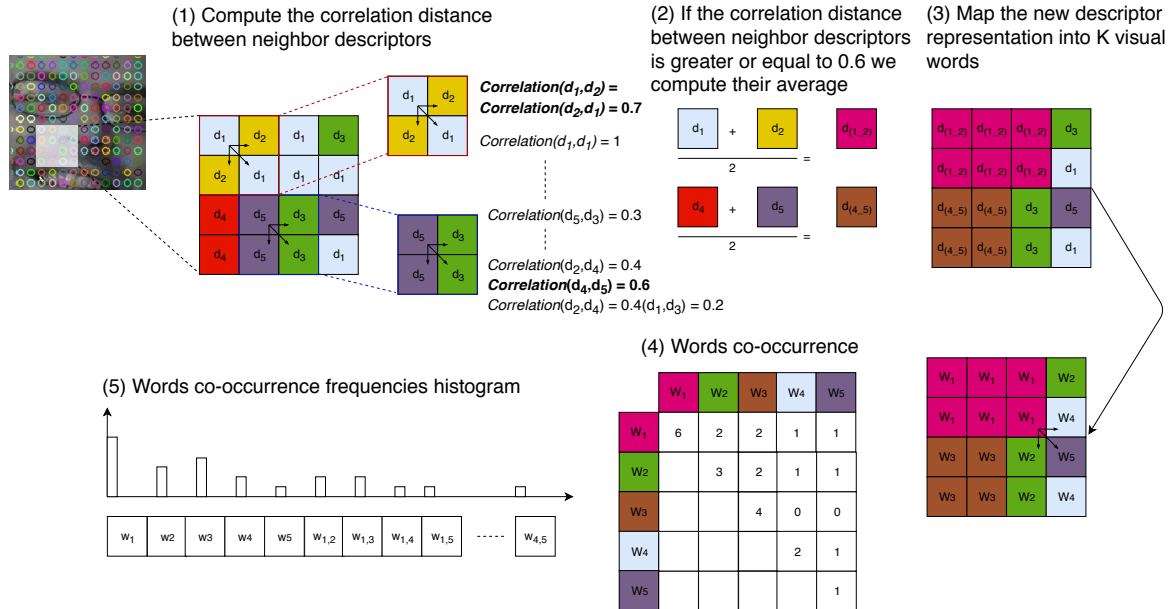 (1) Compute the correlation distance
between neighbor descriptors
d1 d2 d1 d3
d2 d1 d1 d1
d4 d5 d3 d5
d4 d5 d3 d1
d1 d2
d2 d1
Correlation(d1,d2) =
Correlation(d2,d1) = 0.7
Correlation(d1,d1) = 1
d5 d3
d5 d3
Correlation(d5,d3) = 0.3
Correlation(d2,d4) = 0.4
Correlation(d4,d5) = 0.6
Correlation(d2,d4) = 0.4(d1,d3) = 0.2
(2) If the correlation distance
between neighbor descriptors
is greater or equal to 0.6 we
compute their average
d1 + d2 = d(1_2)
2
d4 + d5 = d(4_5)
2
(3) Map the new descriptor
representation into K visual
words
d(1_2) d(1_2) d(1_2) d3
d(1_2) d(1_2) d(1_2) d1
d(4_5) d(4_5) d3 d5
d(4_5) d(4_5) d3 d1
W1 W1 W1 W2
W1 W1 W1 W4
W3 W3 W2 W5
W3 W3 W2 W4
(4) Words co-occurrence
W1 W2 W3 W4 W5
W1 6 2 2 1 1
W2 3 2 1 1
W3 4 0 0
W4 2 1
W5 1
(5) Words co-occurrence frequencies histogram
w1 w2 w3 w4 w5 w1,2 w1,3 w1,4 w1,5 w4,5